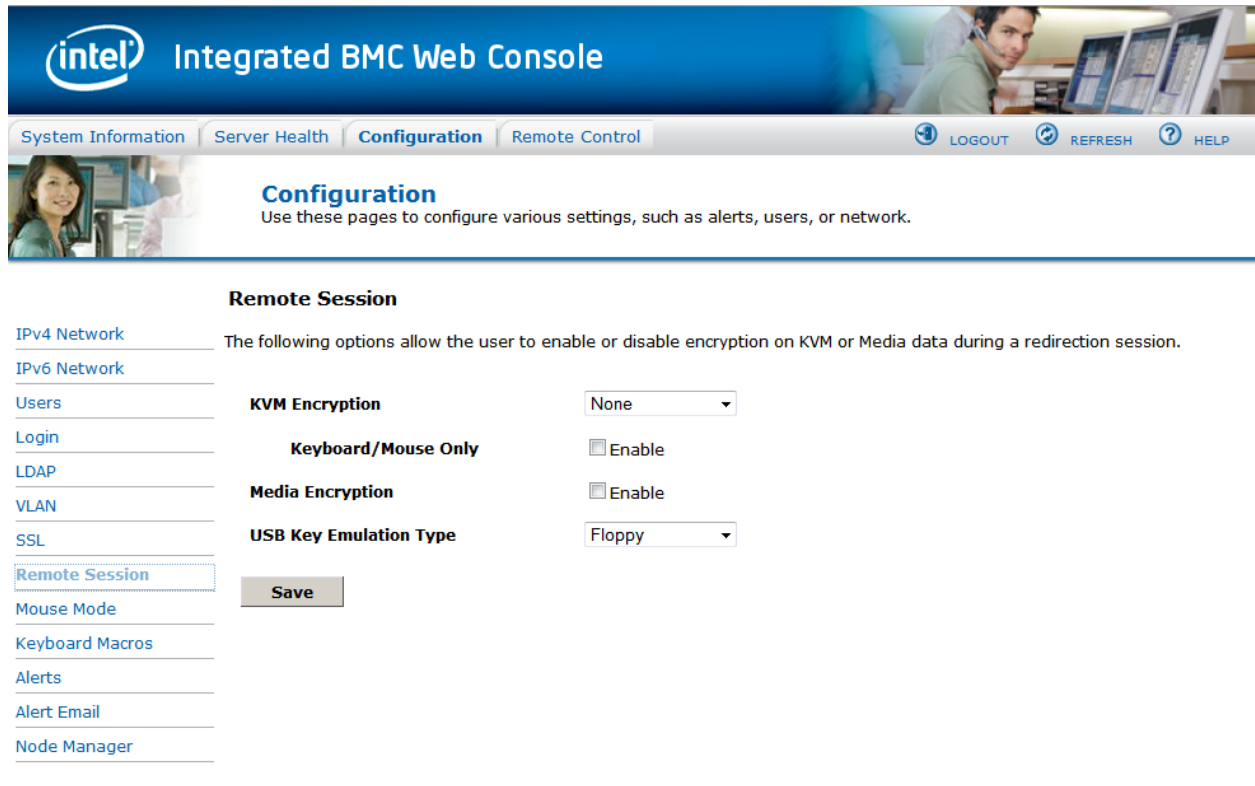 intel Integrated BMC Web Console
System Information Server Health Configuration Remote Control LOGOUT REFRESH ? HELP
Configuration
Use these pages to configure various settings, such as alerts, users, or network.
IPv4 Network
IPv6 Network
Users
Login
LDAP
VLAN
SSL
Remote Session
Mouse Mode
Keyboard Macros
Alerts
Alert Email
Node Manager
Remote Session
The following options allow the user to enable or disable encryption on KVM or Media data during a redirection session.
KVM Encryption None
Keyboard/Mouse Only Enable
Media Encryption Enable
USB Key Emulation Type Floppy
Save